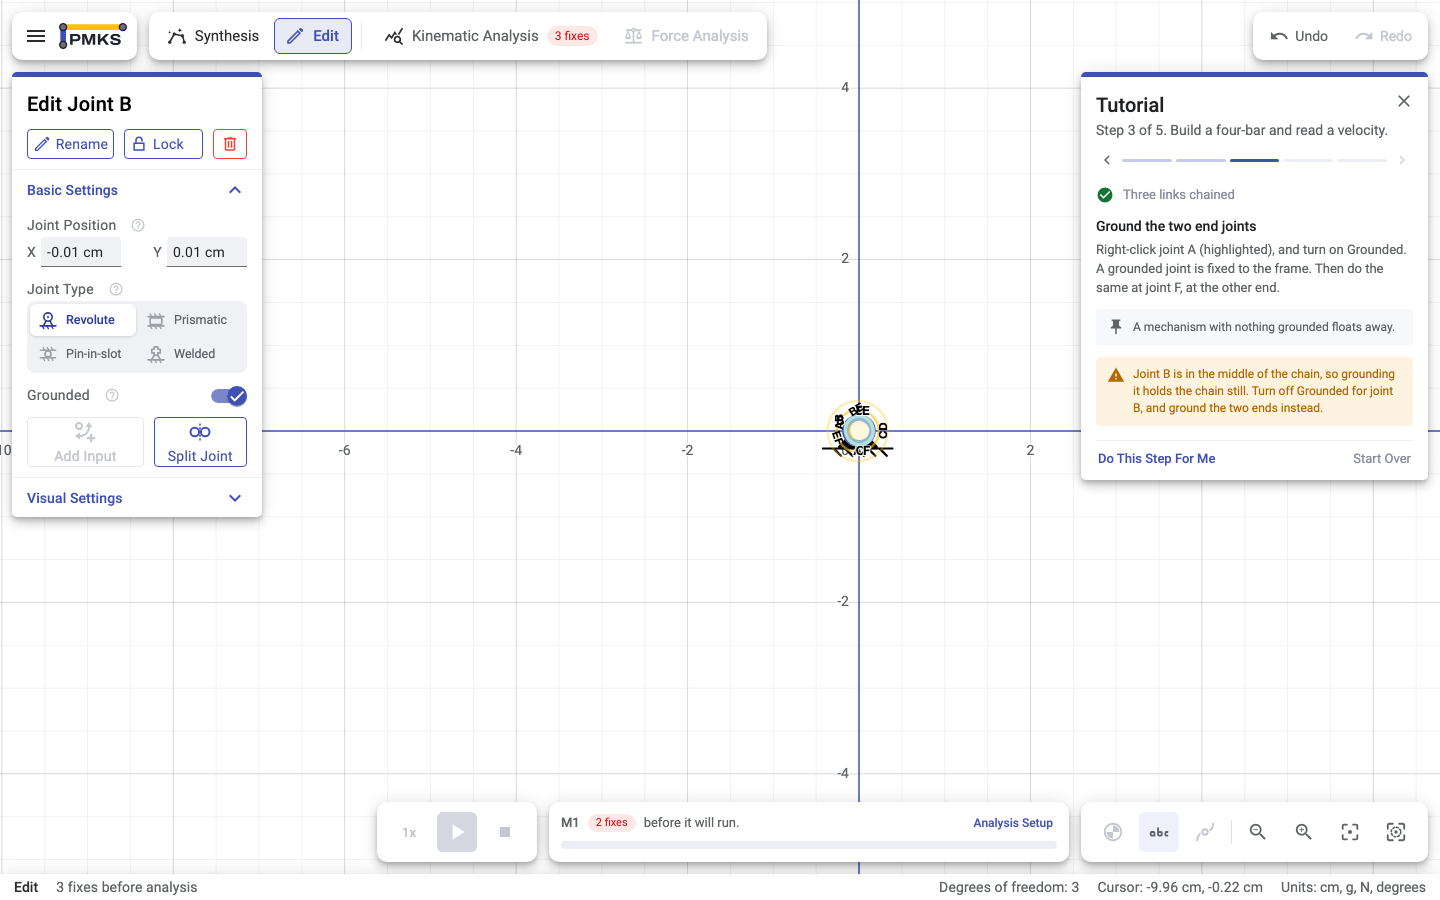 PMKS
Synthesis
Edit
Kinematic Analysis
3 fixes
Force Analysis
Undo
Redo
Edit Joint B
Rename
Lock
Basic Settings
Joint Position
X -0.01 cm
Y 0.01 cm
Joint Type
Revolute
Prismatic
Pin-in-slot
Welded
Grounded
Add Input
Split Joint
Visual Settings
Tutorial
Step 3 of 5. Build a four-bar and read a velocity.
Three links chained
Ground the two end joints
Right-click joint A (highlighted), and turn on Grounded.
A grounded joint is fixed to the frame. Then do the
same at joint F, at the other end.
A mechanism with nothing grounded floats away.
Joint B is in the middle of the chain, so grounding
it holds the chain still. Turn off Grounded for joint
B, and ground the two ends instead.
Do This Step For Me
Start Over
4
2
-6
-4
-2
2
-2
-4
CD
1x
M1
2 fixes
before it will run.
Analysis Setup
abc
Edit
3 fixes before analysis
Degrees of freedom: 3
Cursor: -9.96 cm, -0.22 cm
Units: cm, g, N, degrees